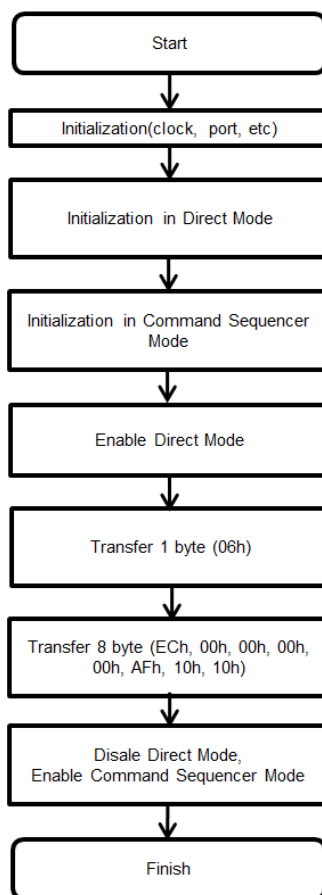 Start
Initialization(clock, port, etc)
Initialization in Direct Mode
Initialization in Command Sequencer
Mode
Enable Direct Mode
Transfer 1 byte (06h)
Transfer 8 byte (ECh, 00h, 00h, 00h,
00h, AFh, 10h, 10h)
Disale Direct Mode,
Enable Command Sequencer Mode
Finish